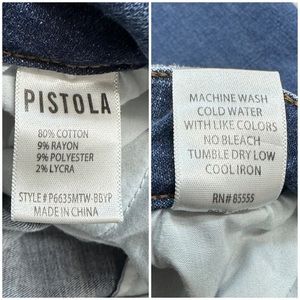 PISTOLA
80% COTTON
9% RAYON
9% POLYESTER
2% LYCRA
STYLE# P6635MTW-BBYP
MADE IN CHINA
MACHINE WASH
COLD WATER
WITH LIKE COLORS
NO BLEACH
TUMBLE DRY LOW
COOL IRON
RN# 85555